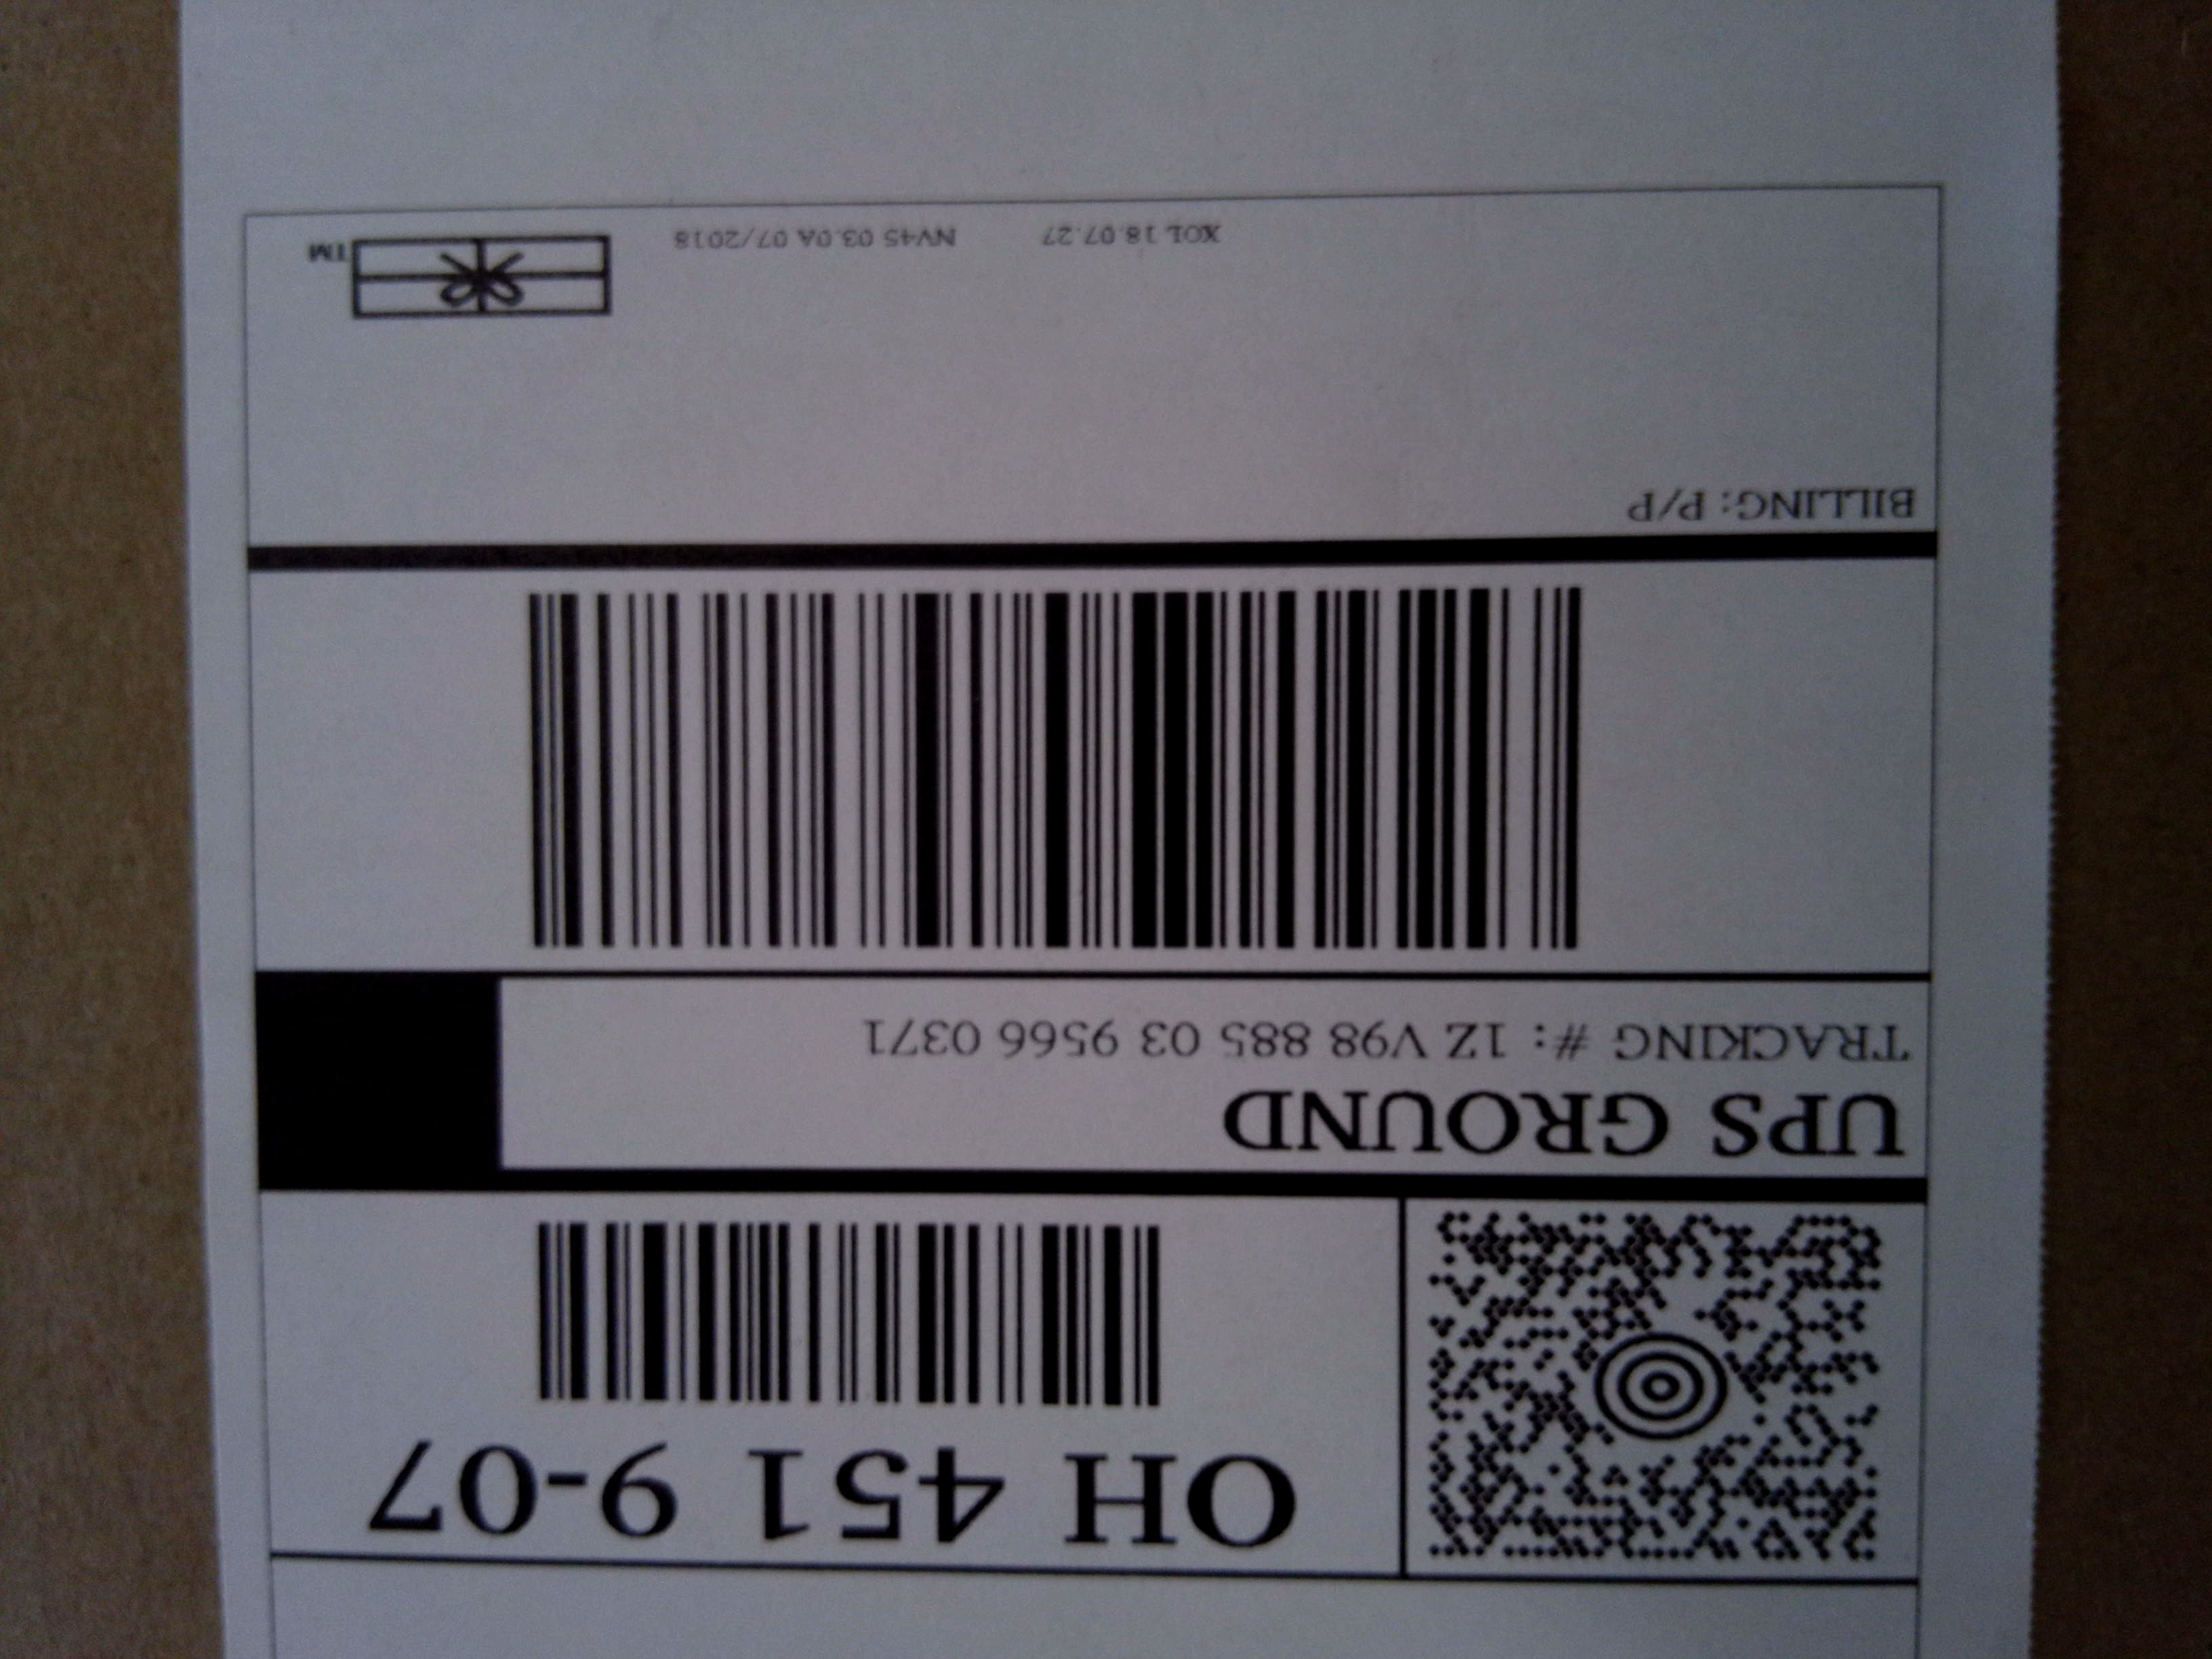 OH 451 9-07
UPS GROUND
TRACKING #: 1Z V98 885 03 9566 0371
BILLING: P/P
XOL 18.07.27 NV45 03.0A 07/2018
TM